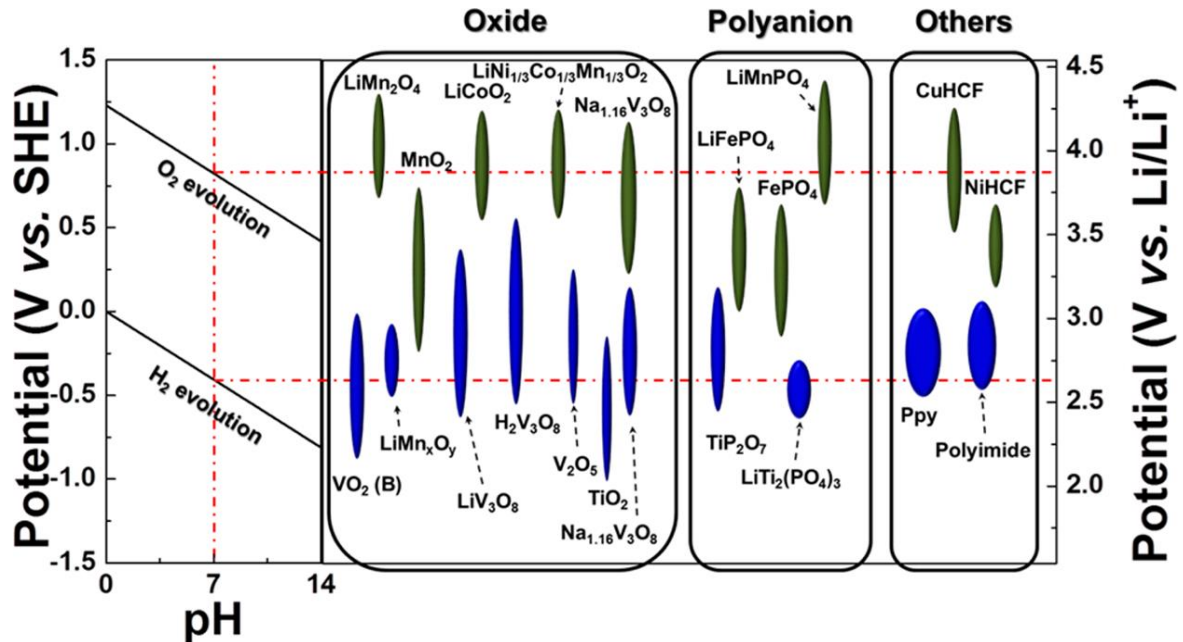 Oxide
Polyanion
Others
Potential (V vs. SHE)
1.5
1.0
0.5
0.0
-0.5
-1.0
-1.5
O₂ evolution
H₂ evolution
0
7
14
pH
LiMn₂O₄
MnO₂
LiCoO₂
LiNi₁/₃Co₁/₃Mn₁/₃O₂
Na₁.₁₆V₃O₈
VO₂ (B)
LiMnₓOᵧ
LiV₃O₈
H₂V₃O₈
V₂O₅
TiO₂
Na₁.₁₆V₃O₈
LiMnPO₄
LiFePO₄
FePO₄
TiP₂O₇
LiTi₂(PO₄)₃
CuHCF
NiHCF
Ppy
Polyimide
4.5
4.0
3.5
3.0
2.5
2.0
Potential (V vs. Li/Li⁺)